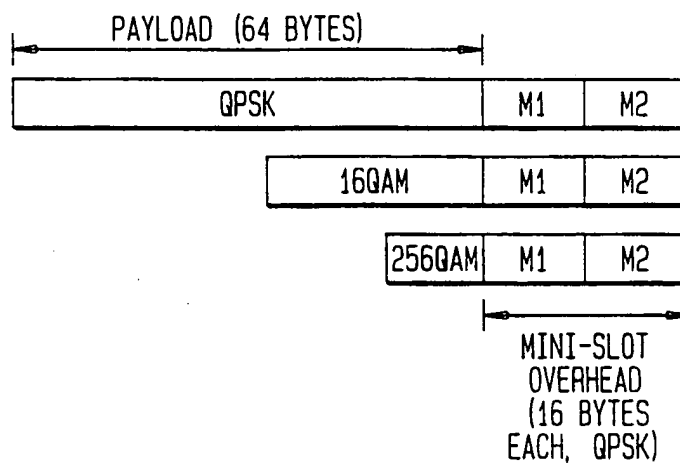 PAYLOAD (64 BYTES)
QPSK M1 M2
16QAM M1 M2
256QAM M1 M2
MINI-SLOT
OVERHEAD
(16 BYTES
EACH, QPSK)